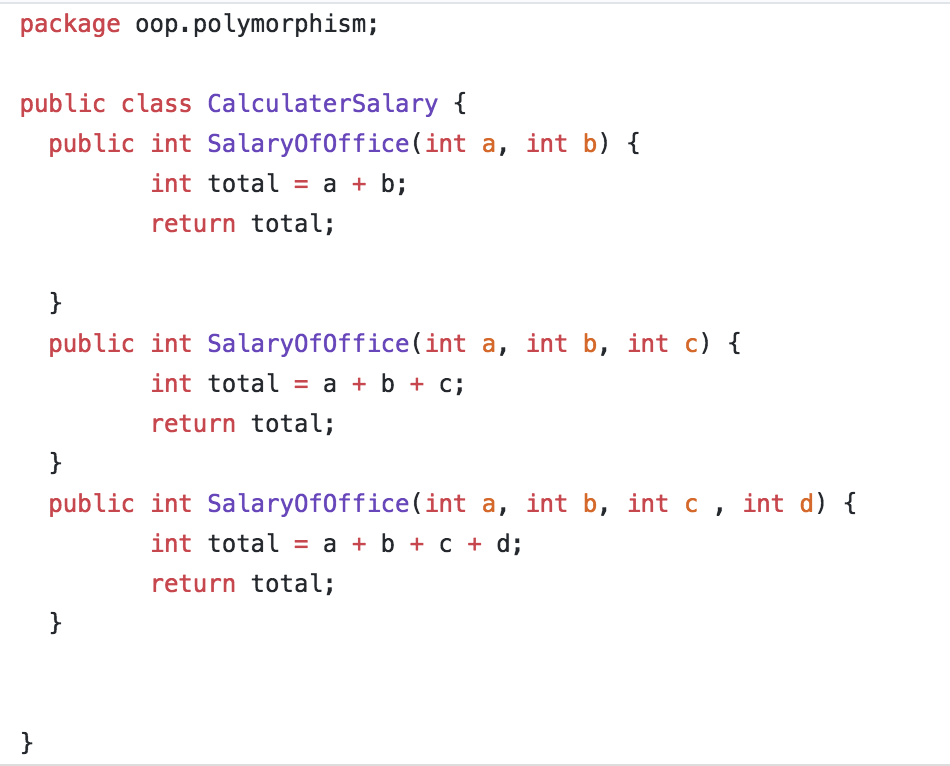 package oop.polymorphism;
public class CalculaterSalary {
public int SalaryOfOffice(int a, int b) {
int total = a + b;
return total;
}
public int SalaryOfOffice(int a, int b, int c) {
int total = a + b + c;
return total;
}
public int SalaryOfOffice(int a, int b, int c , int d) {
int total = a + b + c + d;
return total;
}
}